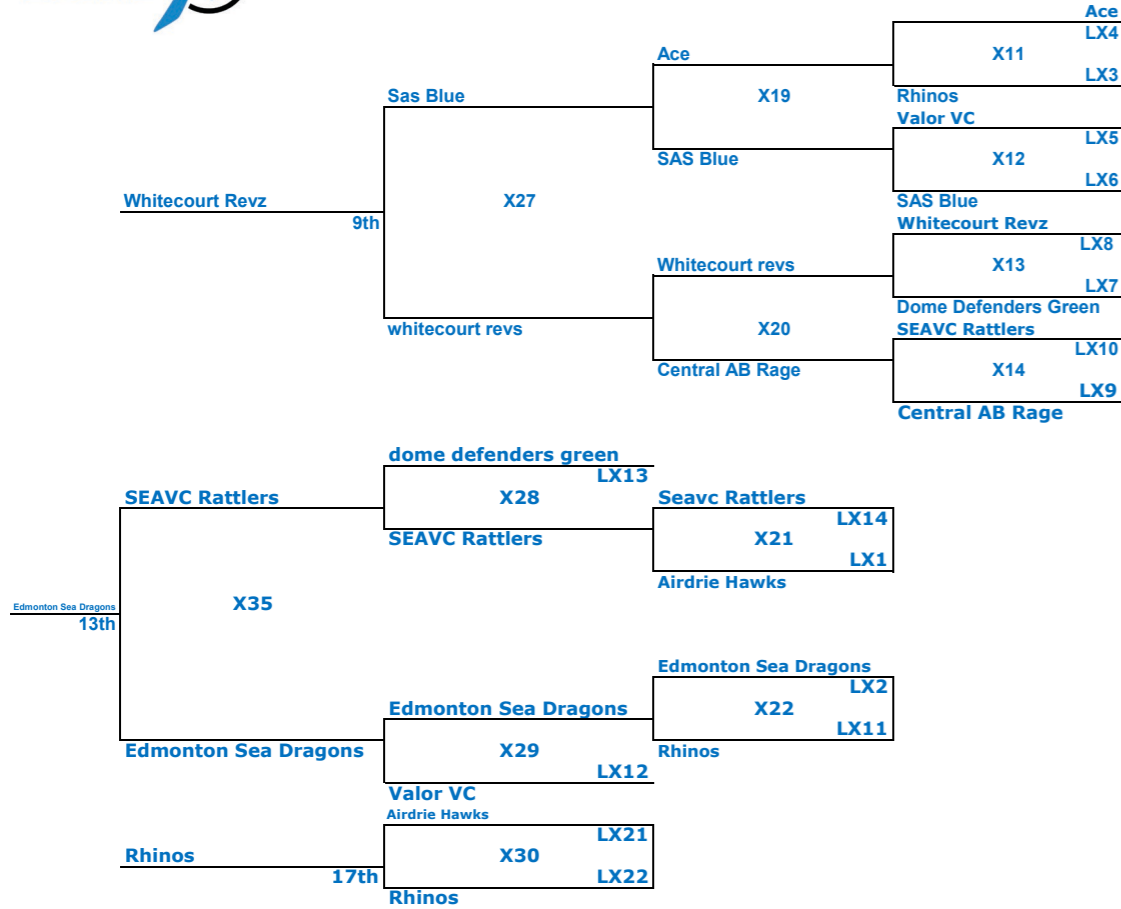 Ace
LX4
Ace
X11
LX3
Sas Blue
X19
Rhinos
Valor VC
LX5
SAS Blue
X12
LX6
Whitecourt Revz
X27
SAS Blue
9th
Whitecourt Revz
LX8
Whitecourt revs
X13
LX7
Dome Defenders Green
whitecourt revs
X20
SEAVC Rattlers
LX10
Central AB Rage
X14
LX9
Central AB Rage
dome defenders green
LX13
SEAVC Rattlers
X28
Seavc Rattlers
LX14
SEAVC Rattlers
X21
LX1
Airdrie Hawks
Edmonton Sea Dragons
X35
13th
Edmonton Sea Dragons
LX2
Edmonton Sea Dragons
X22
LX11
Edmonton Sea Dragons
X29
Rhinos
LX12
Valor VC
Airdrie Hawks
LX21
Rhinos
X30
17th
LX22
Rhinos